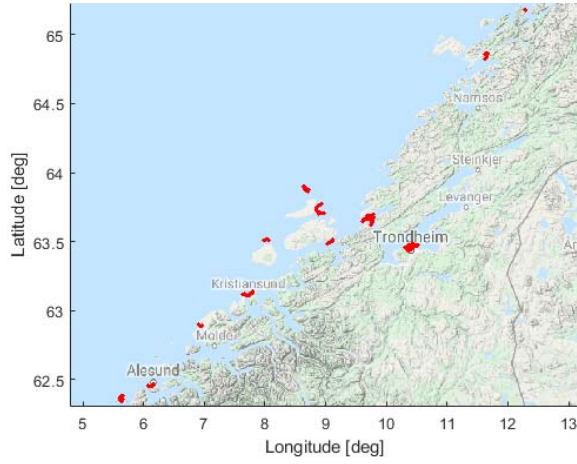 65
64.5
64
63.5
63
62.5
Latitude [deg]
Namsos
Steinkjer
Levanger
Trondheim
Kristiansund
Molde
Alesund
5 6 7 8 9 10 11 12 13
Longitude [deg]